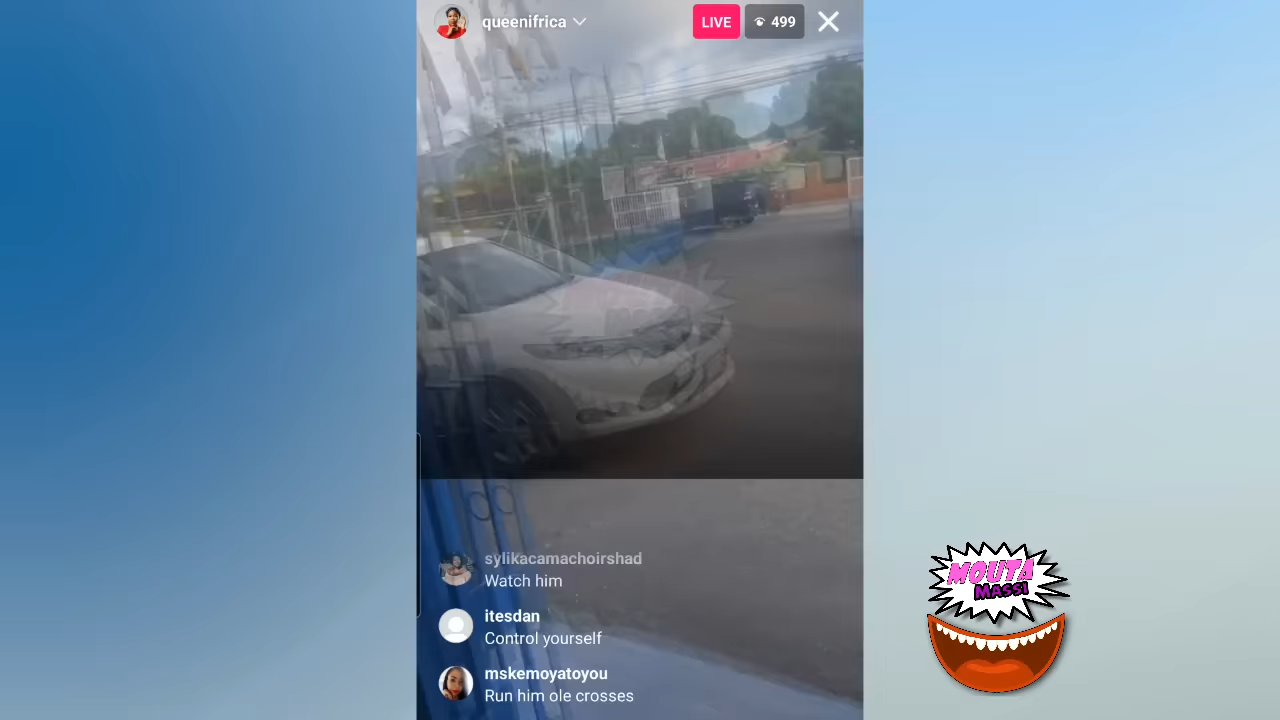 queenifrica
LIVE
499
sylikacamachoirshad
Watch him
itesdan
Control yourself
mskemoyatoyou
Run him ole crosses
MOUTA
MASSI